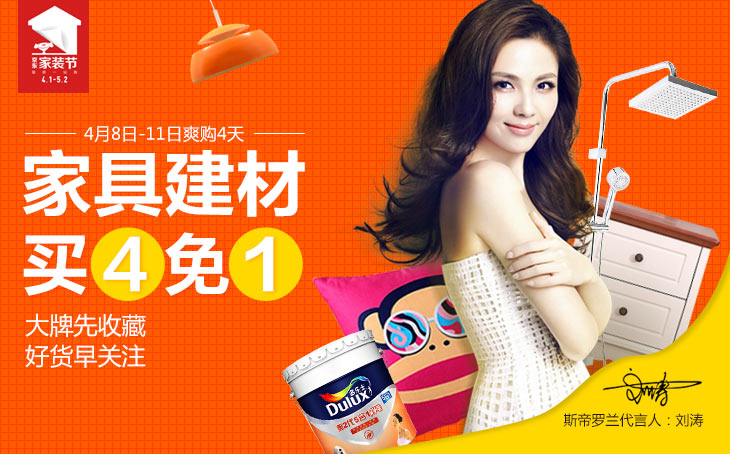 京东
家装节
4.1-5.2
4月8日-11日爽购4天
家具建材
买4免1
大牌先收藏
好货早关注
Dulux
斯帝罗兰代言人：刘涛